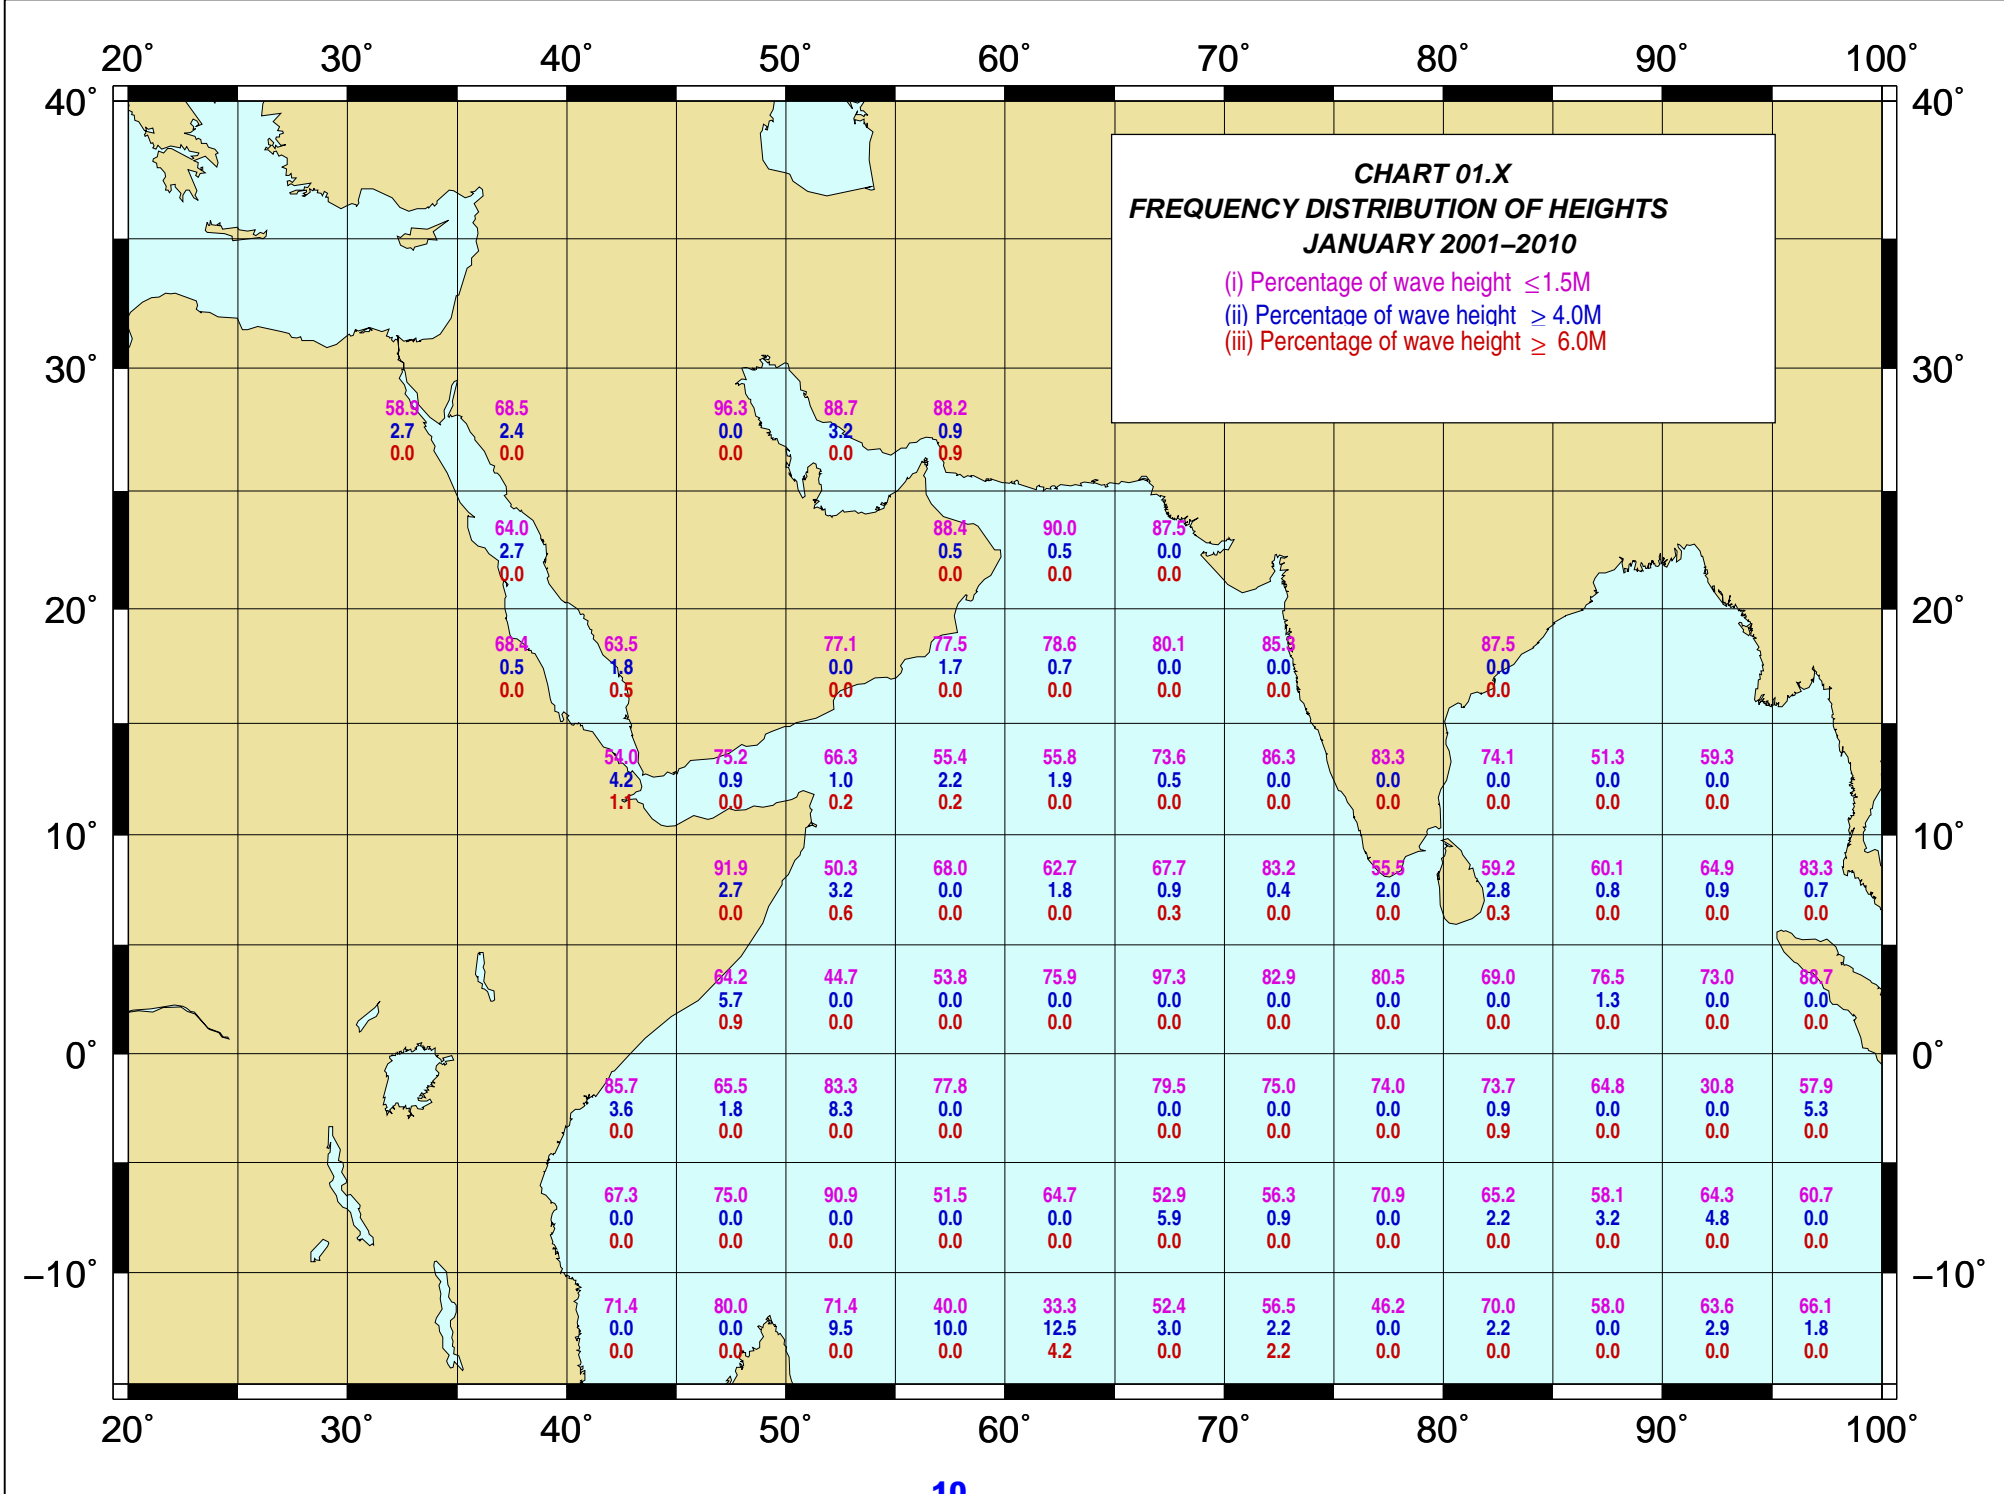 20° 30° 40° 50° 60° 70° 80° 90° 100°
40° 40°
CHART 01.X
FREQUENCY DISTRIBUTION OF HEIGHTS
JANUARY 2001–2010
(i) Percentage of wave height ≤1.5M
(ii) Percentage of wave height ≥ 4.0M
(iii) Percentage of wave height ≥ 6.0M
30° 30°
58.9 68.5 96.3 88.7 88.2
2.7 2.4 0.0 3.2 0.9
0.0 0.0 0.0 0.0 0.9
64.0 88.4 90.0 87.5
2.7 0.5 0.5 0.0
0.0 0.0 0.0 0.0
20° 20°
68.4 63.5 77.1 77.5 78.6 80.1 85.3 87.5
0.5 1.8 0.0 1.7 0.7 0.0 0.0 0.0
0.0 0.5 0.0 0.0 0.0 0.0 0.0 0.0
54.0 75.2 66.3 55.4 55.8 73.6 86.3 83.3 74.1 51.3 59.3
4.2 0.9 1.0 2.2 1.9 0.5 0.0 0.0 0.0 0.0 0.0
1.1 0.0 0.2 0.2 0.0 0.0 0.0 0.0 0.0 0.0 0.0
10° 10°
91.9 50.3 68.0 62.7 67.7 83.2 55.5 59.2 60.1 64.9 83.3
2.7 3.2 0.0 1.8 0.9 0.4 2.0 2.8 0.8 0.9 0.7
0.0 0.6 0.0 0.0 0.3 0.0 0.0 0.3 0.0 0.0 0.0
64.2 44.7 53.8 75.9 97.3 82.9 80.5 69.0 76.5 73.0 88.7
5.7 0.0 0.0 0.0 0.0 0.0 0.0 0.0 1.3 0.0 0.0
0.9 0.0 0.0 0.0 0.0 0.0 0.0 0.0 0.0 0.0 0.0
0° 0°
85.7 65.5 83.3 77.8 79.5 75.0 74.0 73.7 64.8 30.8 57.9
3.6 1.8 8.3 0.0 0.0 0.0 0.0 0.9 0.0 0.0 5.3
0.0 0.0 0.0 0.0 0.0 0.0 0.0 0.9 0.0 0.0 0.0
67.3 75.0 90.9 51.5 64.7 52.9 56.3 70.9 65.2 58.1 64.3 60.7
0.0 0.0 0.0 0.0 0.0 5.9 0.9 0.0 2.2 3.2 4.8 0.0
0.0 0.0 0.0 0.0 0.0 0.0 0.0 0.0 0.0 0.0 0.0 0.0
–10° –10°
71.4 80.0 71.4 40.0 33.3 52.4 56.5 46.2 70.0 58.0 63.6 66.1
0.0 0.0 9.5 10.0 12.5 3.0 2.2 0.0 2.2 0.0 2.9 1.8
0.0 0.0 0.0 0.0 4.2 0.0 2.2 0.0 0.0 0.0 0.0 0.0
20° 30° 40° 50° 60° 70° 80° 90° 100°
10